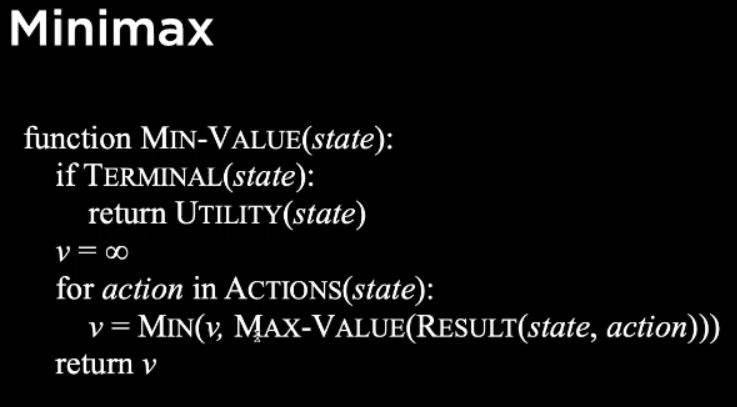 Minimax
function MIN-VALUE(state):
if TERMINAL(state):
return UTILITY(state)
v = ∞
for action in ACTIONS(state):
v = MIN(v, MAX-VALUE(RESULT(state, action)))
return v